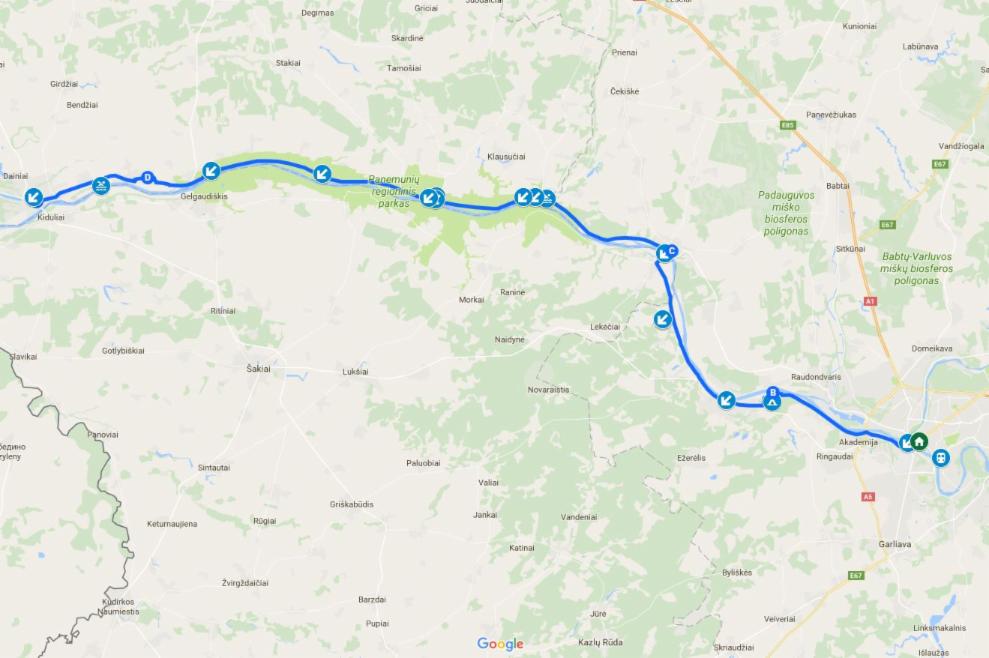 Degimas
Griciai
Skardinė
Stakiai
Tamošiai
Prienai
Kunioniai
Labūnava
Girdžiai
Bendžiai
Čekiškė
Panevėžiukas
E85
Vandžiogala
E67
Klausučiai
Dainiai
D
Kiduliai
Gelgaudiškis
Panemunių
regioninis
parkas
Padauguvos
miško
biosferos
poligonas
Babtai
E67
Sitkūnai
Babtų-Varluvos
miškų biosferos
poligonas
C
Morkai
Raninė
Ritiniai
Lekėčiai
A1
Naidynė
Domeikava
Slavikai
Gotlybiškiai
Šakiai
Lukšiai
Novaraistis
Raudondvaris
B
Panoviai
Akademija
Ringaudai
Ežerėlis
Sintautai
Paluobiai
Valiai
A5
Griškabūdis
Jankai
Vandeniai
Keturnaujiena
Rūgiai
Katinai
Garliava
Žvirgždaičiai
Byliškės
E67
Kudirkos
Naumiestis
Barzdai
Pupiai
Jūrė
Kazlų Rūda
Veiveriai
Linksmakalnis
Skriaudžiai
Išlaužas
Google